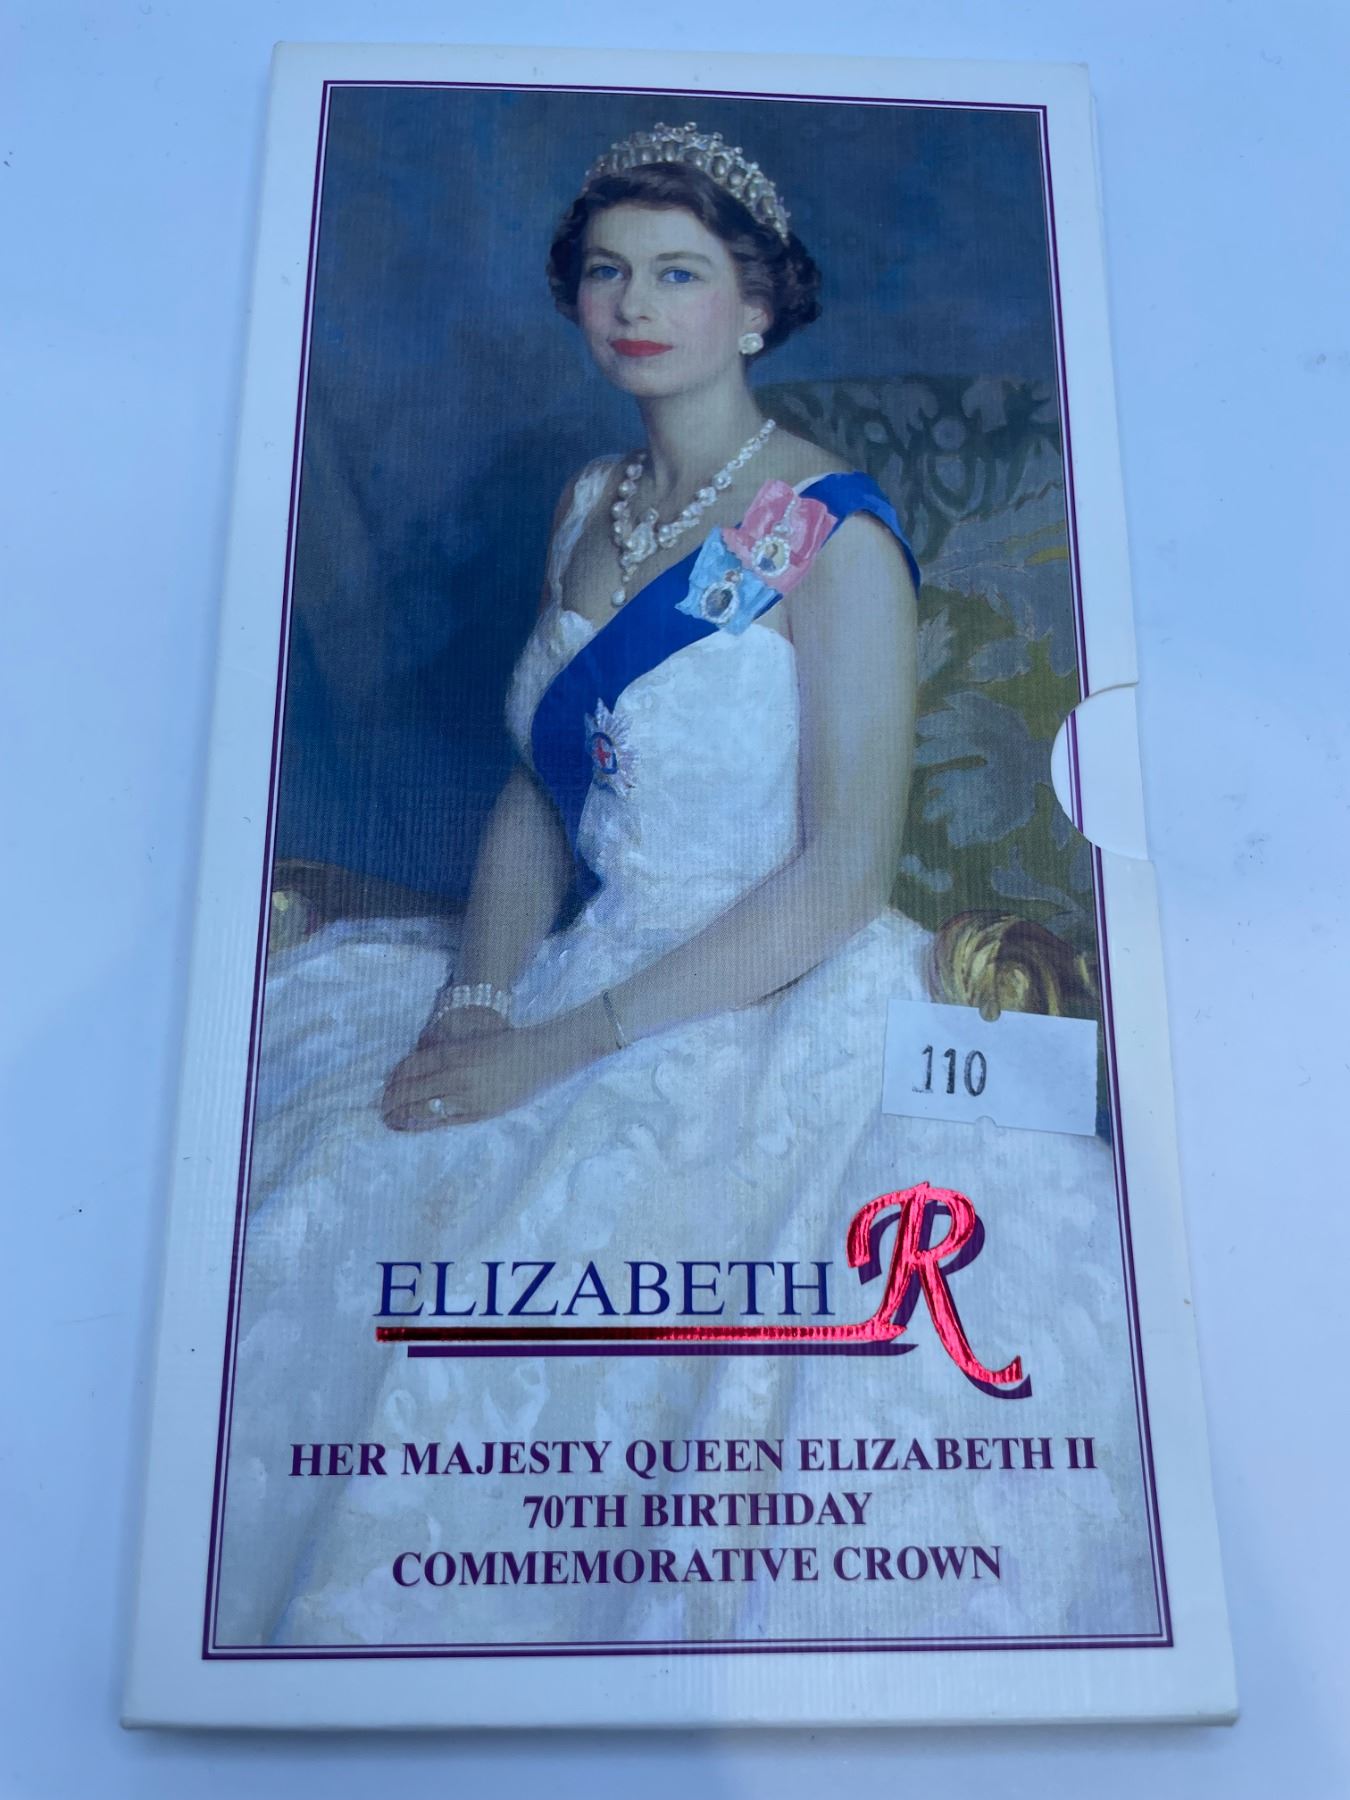 110
ELIZABETH R
HER MAJESTY QUEEN ELIZABETH II
70TH BIRTHDAY
COMMEMORATIVE CROWN